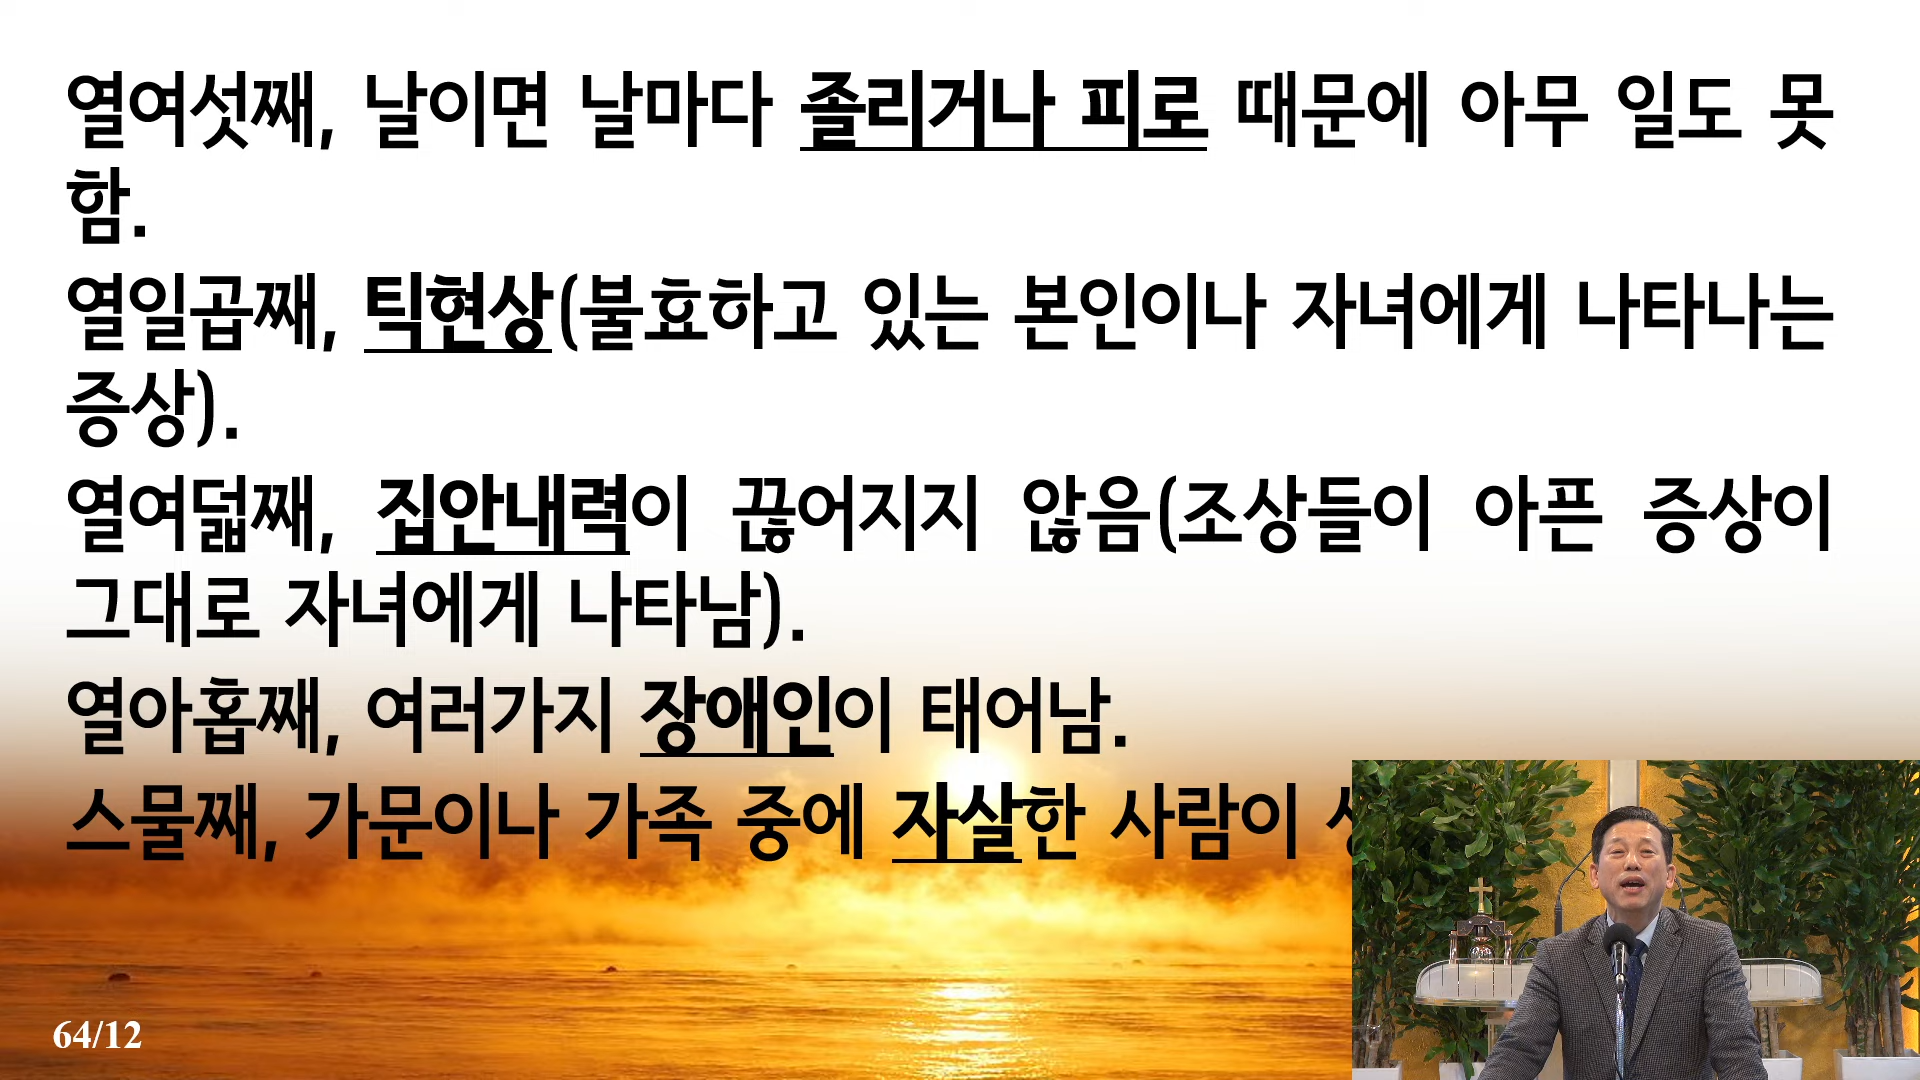 열여섯째, 날이면 날마다 졸리거나 피로 때문에 아무 일도 못
함.
열일곱째, 틱현상(불효하고 있는 본인이나 자녀에게 나타나는
증상).
열여덟째, 집안내력이 끊어지지 않음(조상들이 아픈 증상이
그대로 자녀에게 나타남).
열아홉째, 여러가지 장애인이 태어남.
스물째, 가문이나 가족 중에 자살한 사람이
64/12